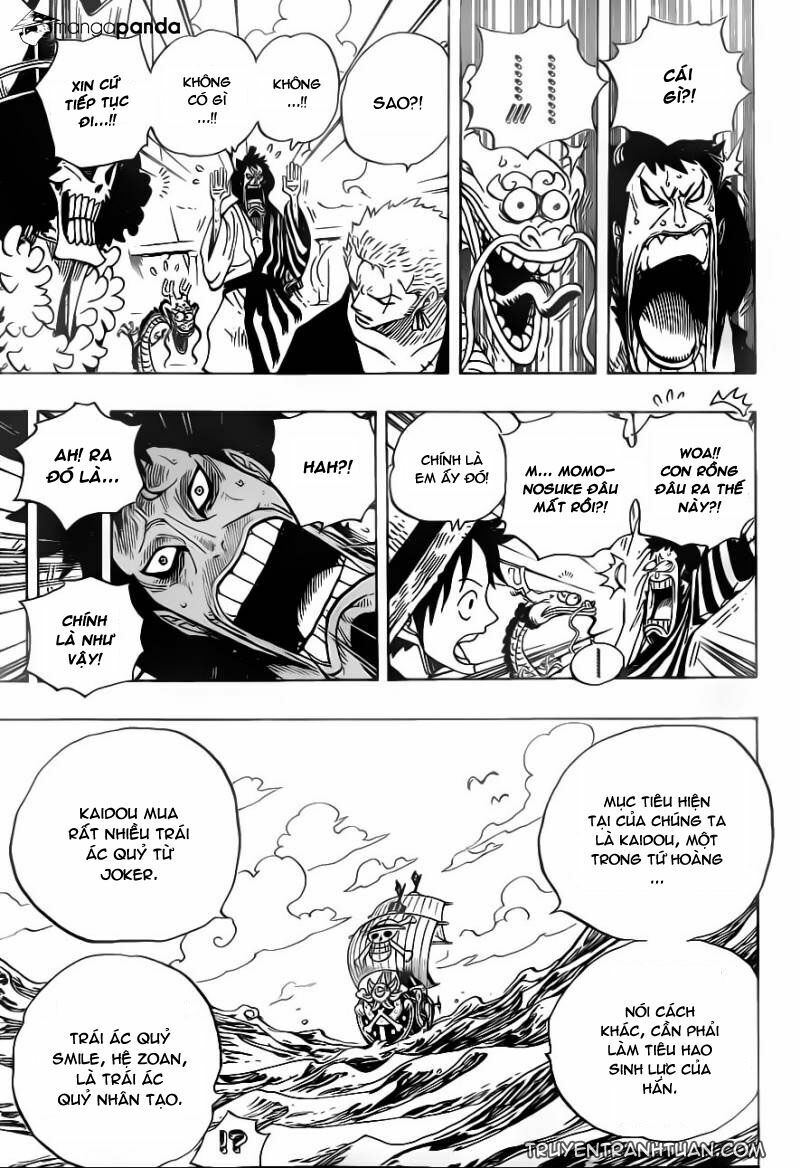 mangapanda
CÁI
GÌ?!
SAO?!
KHÔNG
...!!
KHÔNG
CÓ GÌ
...!!
XIN CỨ
TIẾP TỤC
ĐI...!!
WOA!!
CON RỒNG
ĐÂU RA THẾ
NÀY?!
M... MOMO-
NOSUKE ĐÂU
MẤT RỒI?!
CHÍNH LÀ
EM ẤY ĐÓ!
HAH?!
AH! RA
ĐÓ LÀ...
CHÍNH
LÀ NHƯ
VẬY!
MỤC TIÊU HIỆN
TẠI CỦA CHÚNG TA
LÀ KAIDOU, MỘT
TRONG TỨ HOÀNG
...
NÓI CÁCH
KHÁC, CẦN PHẢI
LÀM TIÊU HAO
SINH LỰC CỦA
HẮN.
KAIDOU MUA
RẤT NHIỀU TRÁI
ÁC QUỶ TỪ
JOKER.
TRÁI ÁC QUỶ
SMILE, HỆ ZOAN,
LÀ TRÁI ÁC
QUỶ NHÂN TẠO.
!?
TRUYENTRANHTUAN.COM